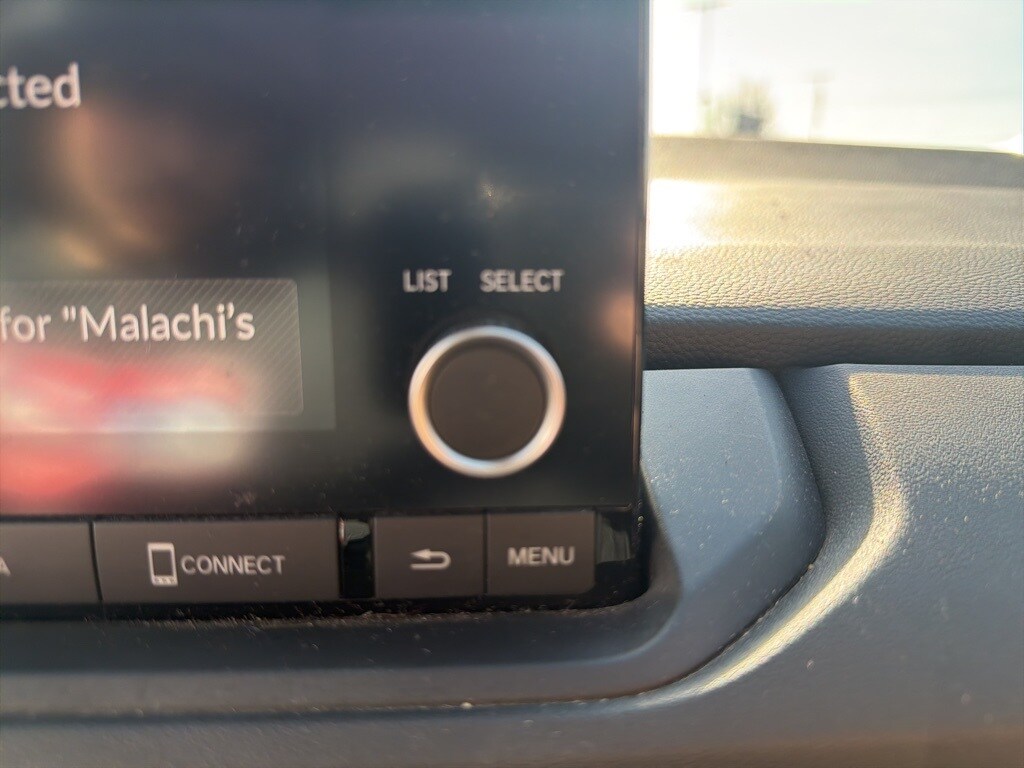 cted
LIST SELECT
for "Malachi's
A CONNECT MENU